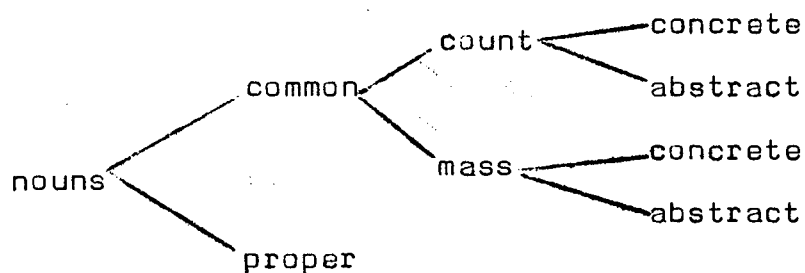 concrete
count
abstract
common
concrete
mass
nouns
abstract
proper